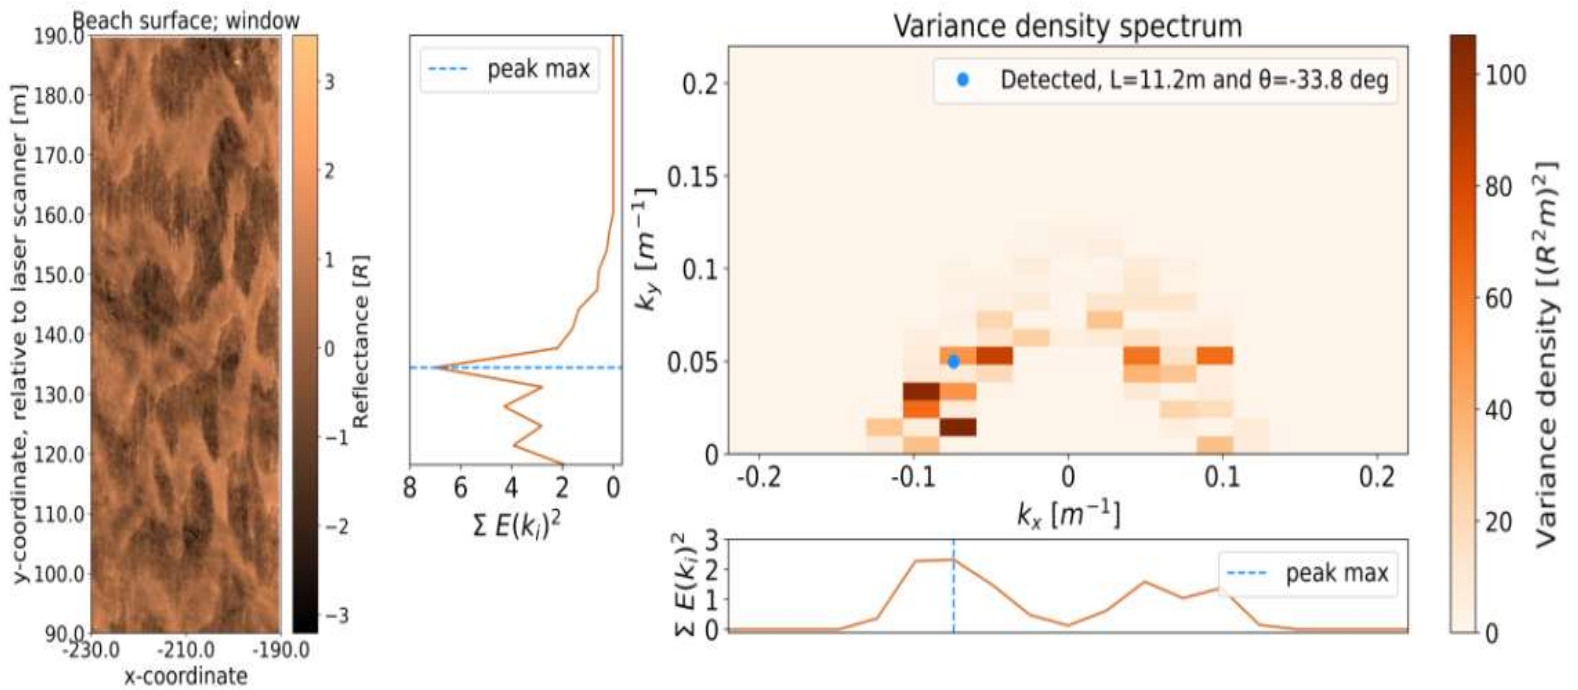 Beach surface; window
190.0
180.0
170.0
160.0
150.0
140.0
130.0
120.0
110.0
100.0
90.0
y-coordinate, relative to laser scanner [m]
-230.0 -210.0 -190.0
x-coordinate
3
2
1
0
−1
−2
−3
Reflectance [R]
peak max
8 6 4 2 0
Σ E(k_i)^2
Variance density spectrum
Detected, L=11.2m and θ=-33.8 deg
0.2
0.15
0.1
0.05
0
k_y [m^{-1}]
-0.2 -0.1 0 0.1 0.2
k_x [m^{-1}]
3
2
1
0
Σ E(k_i)^2
peak max
100
80
60
40
20
0
Variance density [(R^2m)^2]